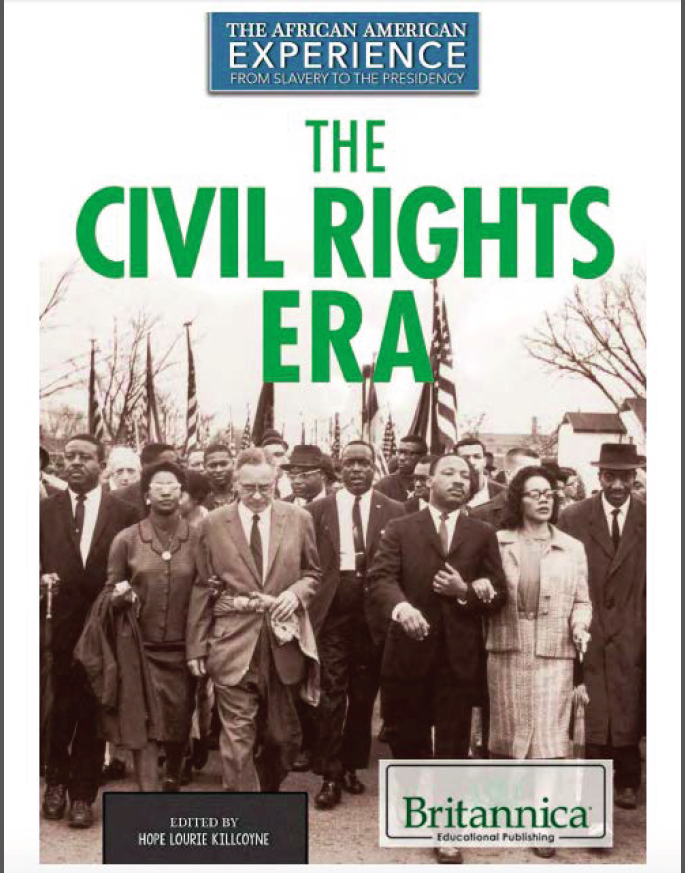 THE AFRICAN AMERICAN
EXPERIENCE
FROM SLAVERY TO THE PRESIDENCY
THE
CIVIL RIGHTS
ERA
EDITED BY
HOPE LOURIE KILLCOYNE
Britannica
Educational Publishing